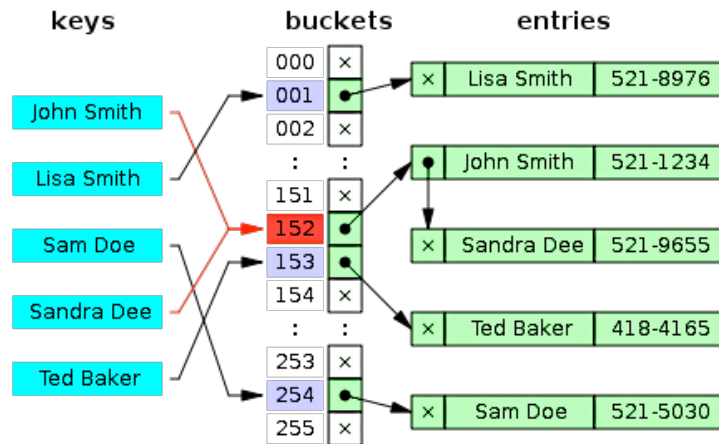 keys
buckets
entries
John Smith
Lisa Smith
Sam Doe
Sandra Dee
Ted Baker
000 ×
001
002 ×
: :
151 ×
152
153
154 ×
: :
253 ×
254
255 ×
× Lisa Smith 521-8976
John Smith 521-1234
× Sandra Dee 521-9655
× Ted Baker 418-4165
× Sam Doe 521-5030